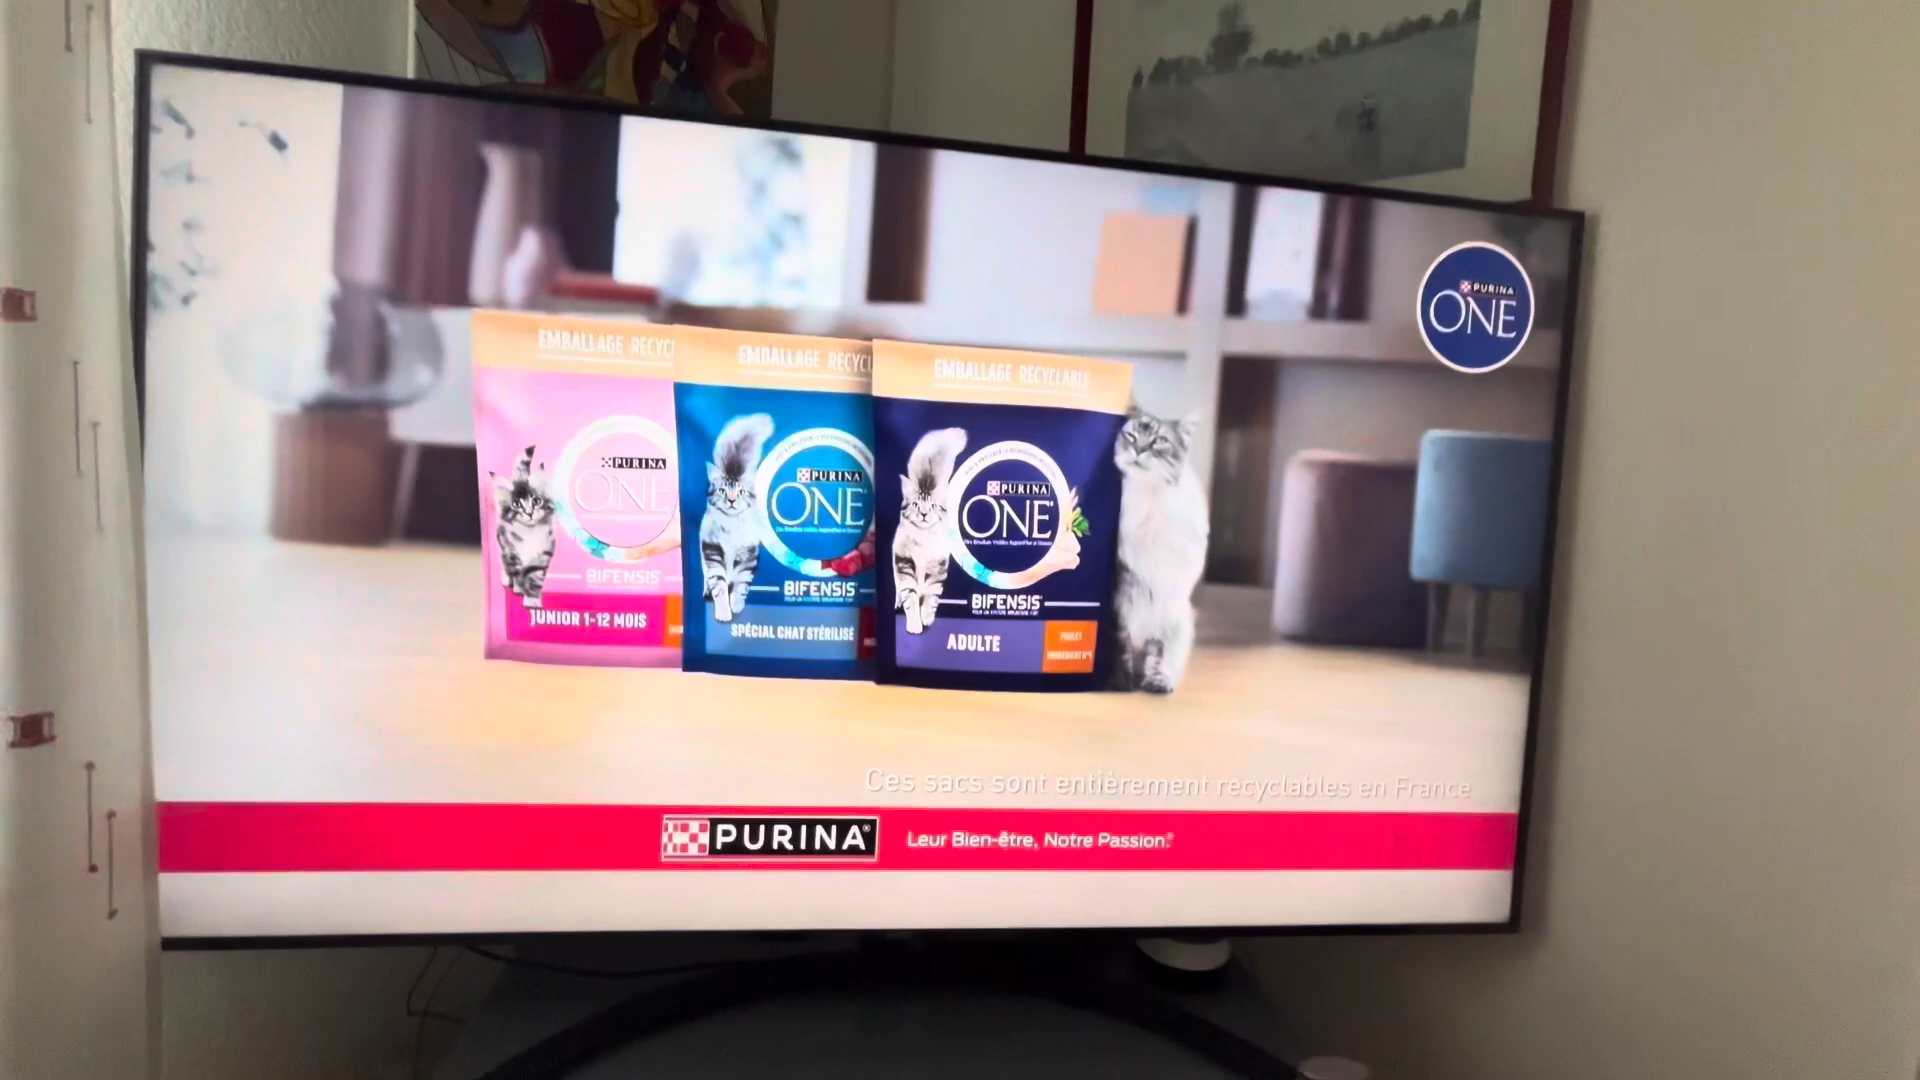 PURINA
ONE
EMBALLAGE RECYCL
EMBALLAGE RECYCL
EMBALLAGE RECYCLABLE
PURINA
ONE
BIFENSIS
JUNIOR 1-12 MOIS
PURINA
ONE
BIFENSIS
SPÉCIAL CHAT STÉRILISÉ
PURINA
ONE
BIFENSIS
ADULTE
POULET
INGRÉDIENT N°1
Ces sacs sont entièrement recyclables en France
PURINA® Leur Bien-être, Notre Passion.®